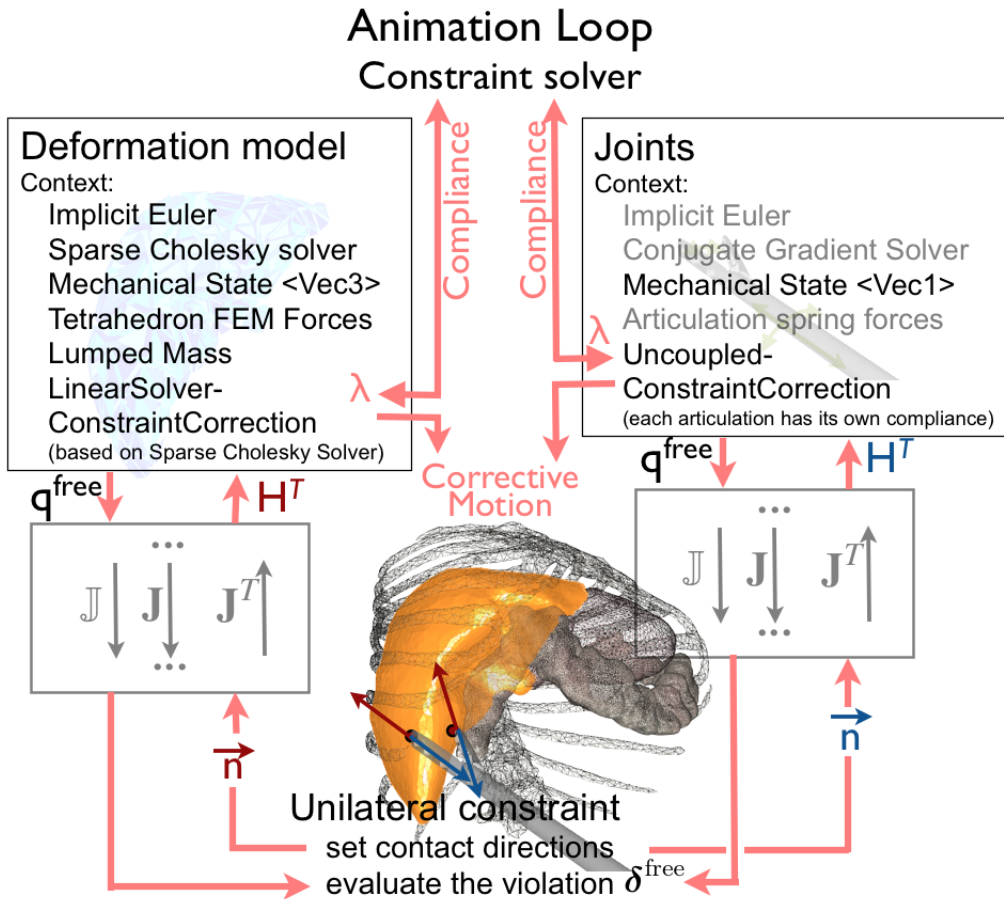 Animation Loop
Constraint solver
Deformation model
Context:
Implicit Euler
Sparse Cholesky solver
Mechanical State <Vec3>
Tetrahedron FEM Forces
Lumped Mass
LinearSolver-
ConstraintCorrection
(based on Sparse Cholesky Solver)
Compliance
λ
Compliance
λ
Joints
Context:
Implicit Euler
Conjugate Gradient Solver
Mechanical State <Vec1>
Articulation spring forces
Uncoupled-
ConstraintCorrection
(each articulation has its own compliance)
Corrective
Motion
q^free
H^T
...
𝕁 J J^T
...
n
q^free
H^T
...
𝕁 J J^T
...
n
Unilateral constraint
set contact directions
evaluate the violation δ^free